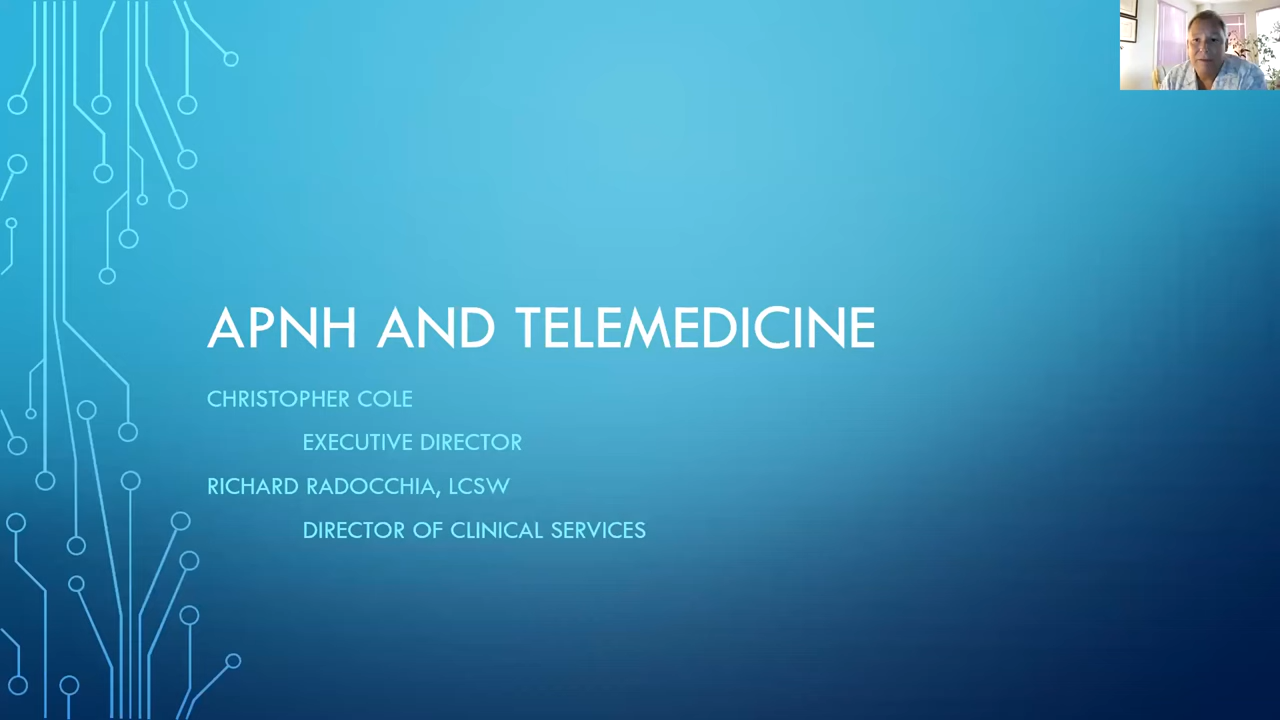 APNH AND TELEMEDICINE
CHRISTOPHER COLE
EXECUTIVE DIRECTOR
RICHARD RADOCCHIA, LCSW
DIRECTOR OF CLINICAL SERVICES